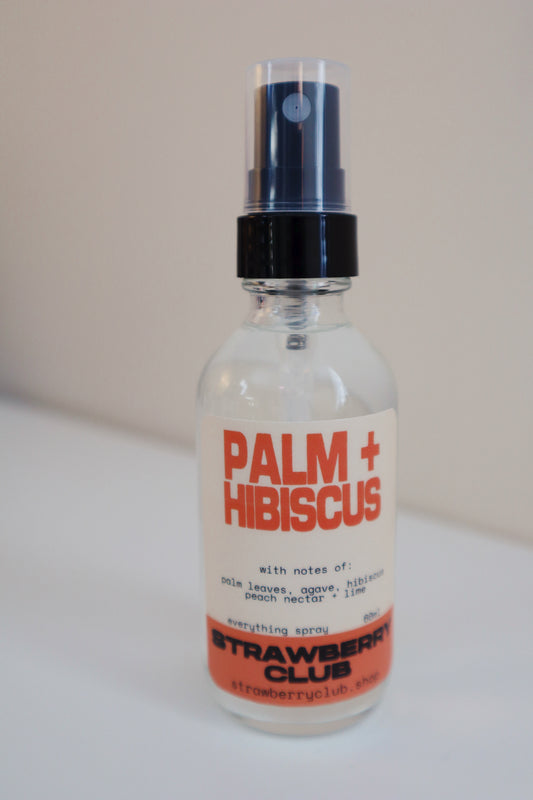 PALM +
HIBISCUS
with notes of:
palm leaves, agave, hibiscus
peach nectar + lime
everything spray 60ml
STRAWBERRY
CLUB
strawberryclub.shop